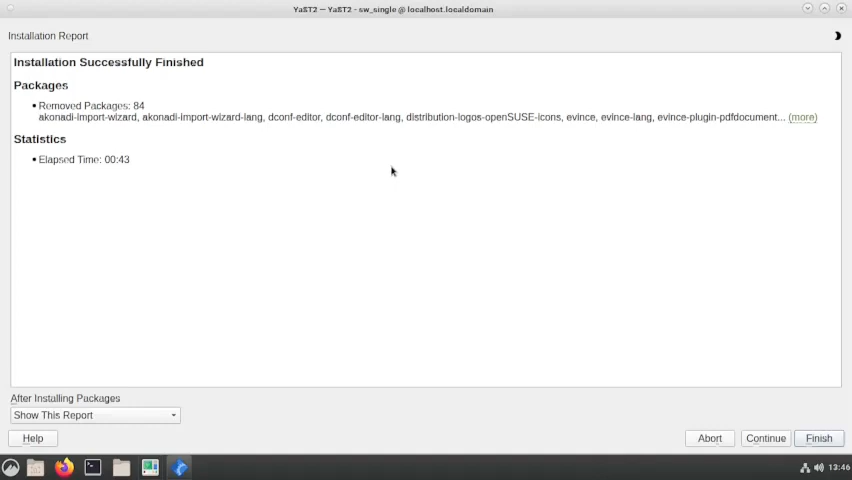 YaST2 — YaST2 - sw_single @ localhost.localdomain
Installation Report
Installation Successfully Finished
Packages
Removed Packages: 84
akonadi-import-wizard, akonadi-import-wizard-lang, dconf-editor, dconf-editor-lang, distribution-logos-openSUSE-icons, evince, evince-lang, evince-plugin-pdfdocument... (more)
Statistics
Elapsed Time: 00:43
After Installing Packages
Show This Report
Help Abort Continue Finish
13:46